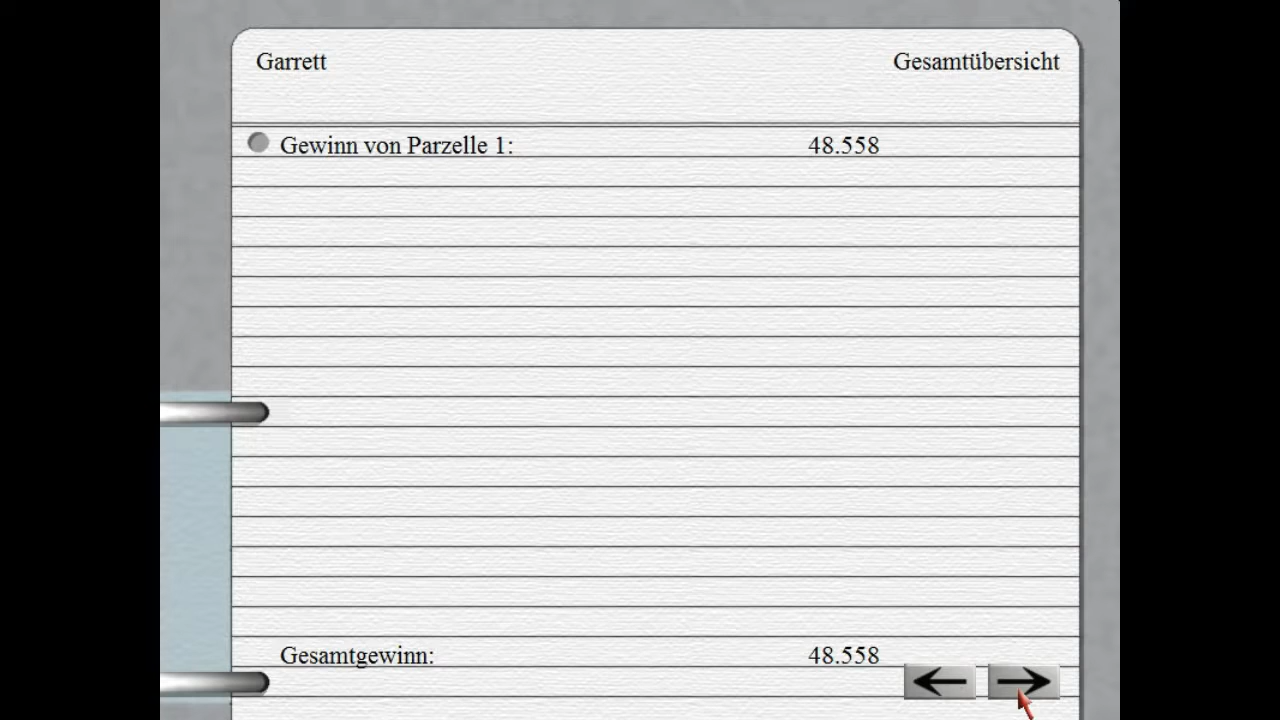 Garrett Gesamtübersicht
Gewinn von Parzelle 1: 48.558
Gesamtgewinn: 48.558